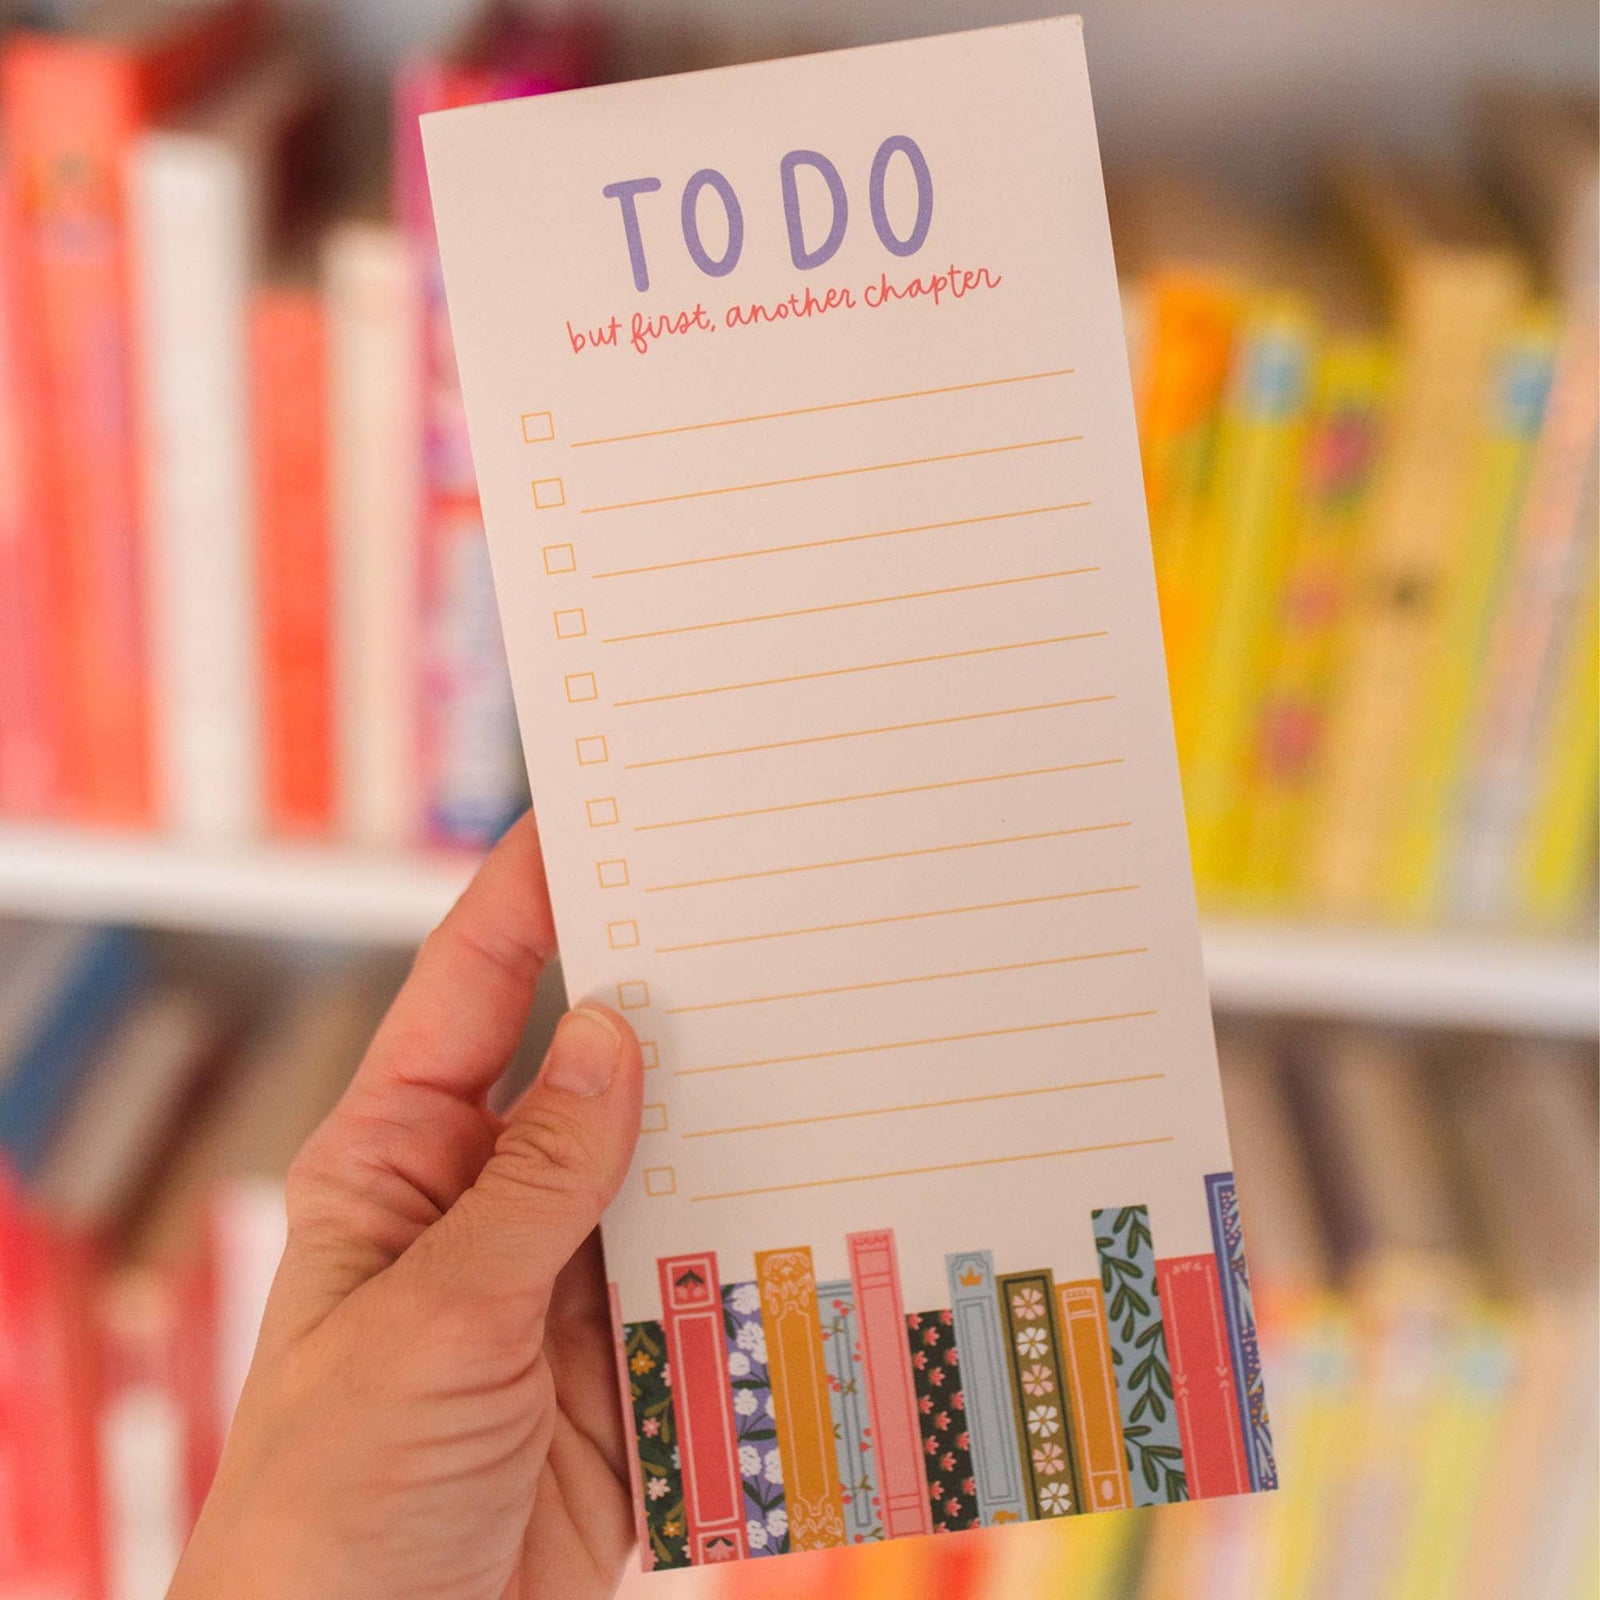 TO DO
but first, another chapter